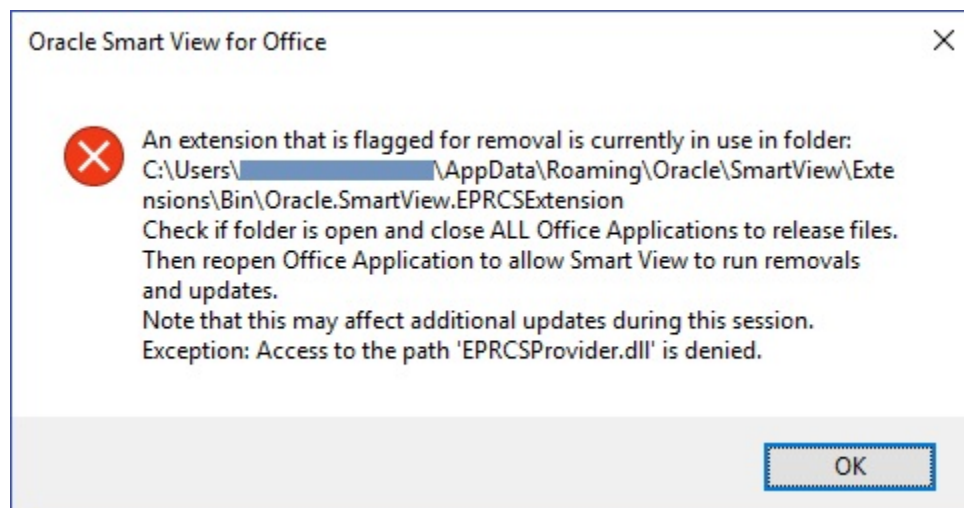 Oracle Smart View for Office
An extension that is flagged for removal is currently in use in folder:
C:\Users\ \AppData\Roaming\Oracle\SmartView\Exte
nsions\Bin\Oracle.SmartView.EPRCSExtension
Check if folder is open and close ALL Office Applications to release files.
Then reopen Office Application to allow Smart View to run removals
and updates.
Note that this may affect additional updates during this session.
Exception: Access to the path 'EPRCSProvider.dll' is denied.
OK